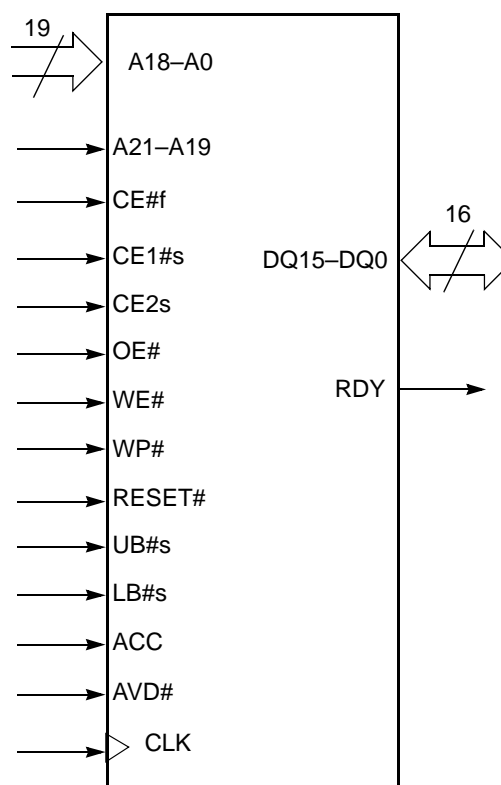 19
A18–A0
A21–A19
CE#f
CE1#s
CE2s
OE#
WE#
WP#
RESET#
UB#s
LB#s
ACC
AVD#
CLK
16
DQ15–DQ0
RDY